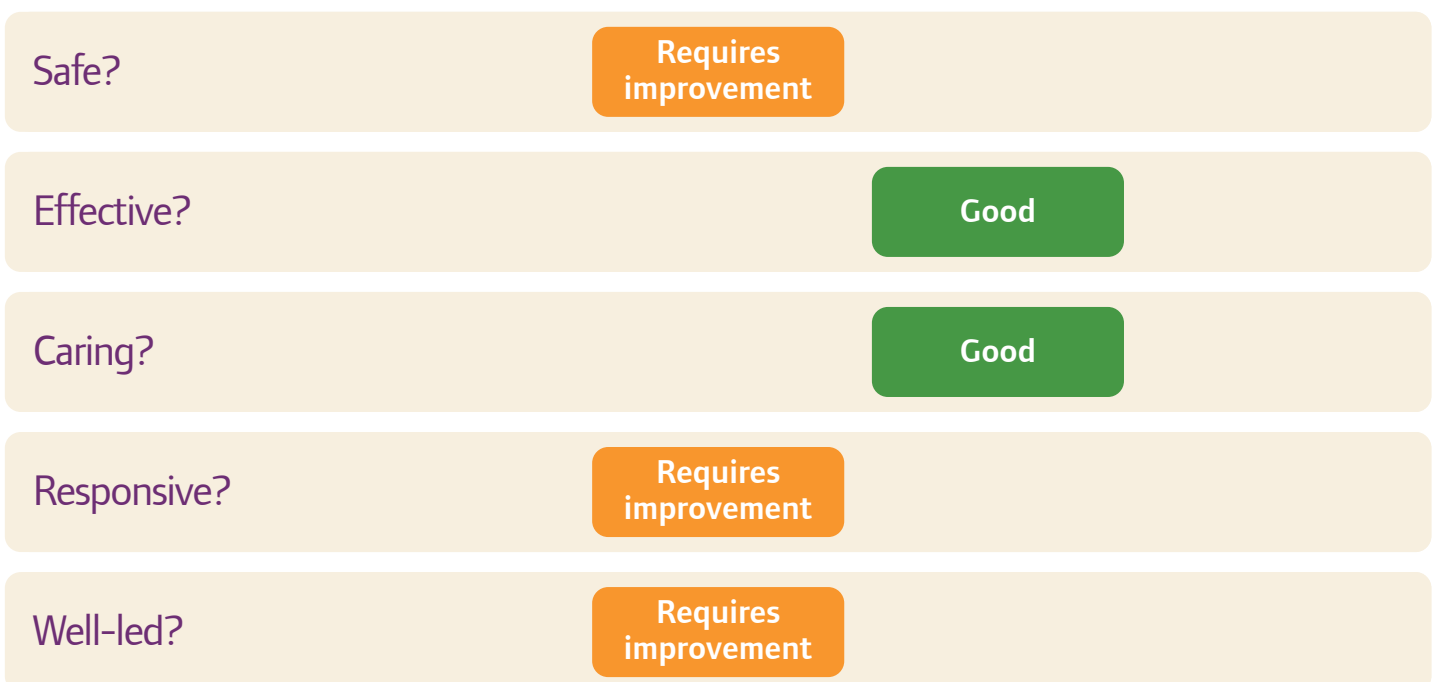 Safe?
Requires
improvement
Effective?
Good
Caring?
Good
Responsive?
Requires
improvement
Well-led?
Requires
improvement